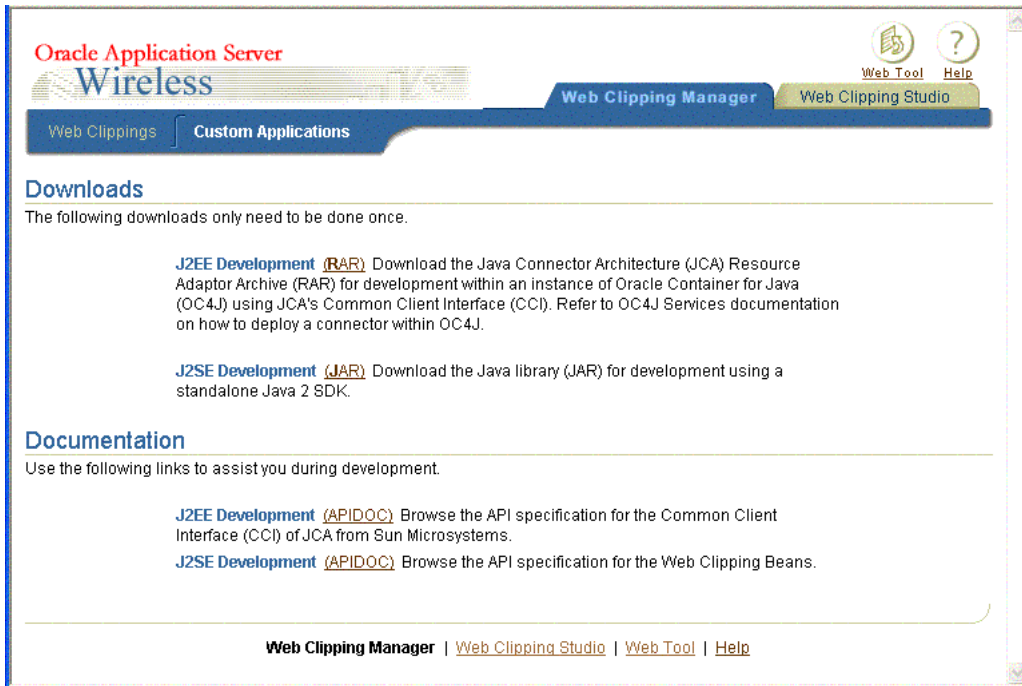 Oracle Application Server
Wireless
Web Tool
Help
Web Clipping Manager
Web Clipping Studio
Web Clippings
Custom Applications
Downloads
The following downloads only need to be done once.
J2EE Development (RAR) Download the Java Connector Architecture (JCA) Resource
Adaptor Archive (RAR) for development within an instance of Oracle Container for Java
(OC4J) using JCA's Common Client Interface (CCI). Refer to OC4J Services documentation
on how to deploy a connector within OC4J.
J2SE Development (JAR) Download the Java library (JAR) for development using a
standalone Java 2 SDK.
Documentation
Use the following links to assist you during development.
J2EE Development (APIDOC) Browse the API specification for the Common Client
Interface (CCI) of JCA from Sun Microsystems.
J2SE Development (APIDOC) Browse the API specification for the Web Clipping Beans.
Web Clipping Manager | Web Clipping Studio | Web Tool | Help